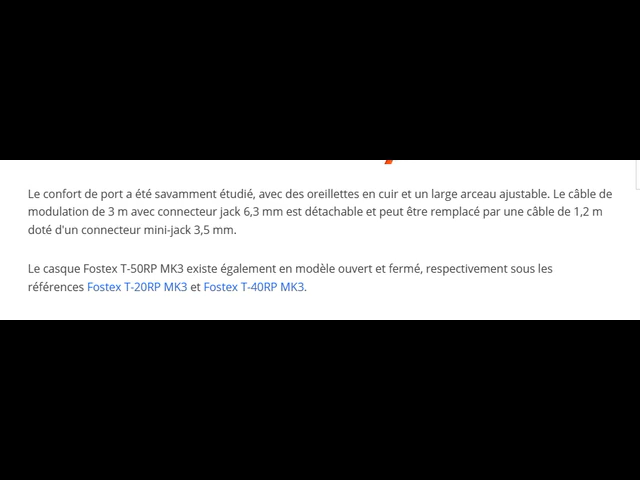 Le confort de port a été savamment étudié, avec des oreillettes en cuir et un large arceau ajustable. Le câble de
modulation de 3 m avec connecteur jack 6,3 mm est détachable et peut être remplacé par une câble de 1,2 m
doté d'un connecteur mini-jack 3,5 mm.
Le casque Fostex T-50RP MK3 existe également en modèle ouvert et fermé, respectivement sous les
références Fostex T-20RP MK3 et Fostex T-40RP MK3.